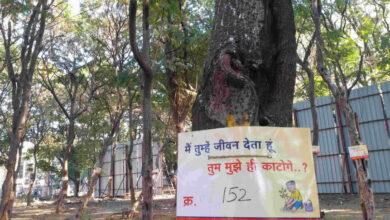 मैं तुम्हें जीवन देता हूं
तुम मुझे ही काटोगे..?
क्र. 152